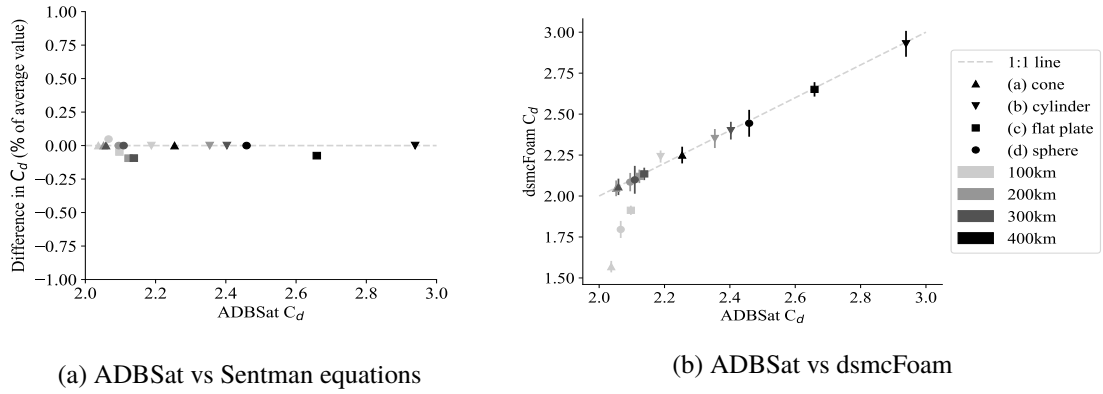 Difference in C_d (% of average value)
1.00
0.75
0.50
0.25
0.00
−0.25
−0.50
−0.75
−1.00
2.0 2.2 2.4 2.6 2.8 3.0
ADBSat C_d
(a) ADBSat vs Sentman equations
dsmcFoam C_d
3.00
2.75
2.50
2.25
2.00
1.75
1.50
2.0 2.2 2.4 2.6 2.8 3.0
ADBSat C_d
1:1 line
(a) cone
(b) cylinder
(c) flat plate
(d) sphere
100km
200km
300km
400km
(b) ADBSat vs dsmcFoam